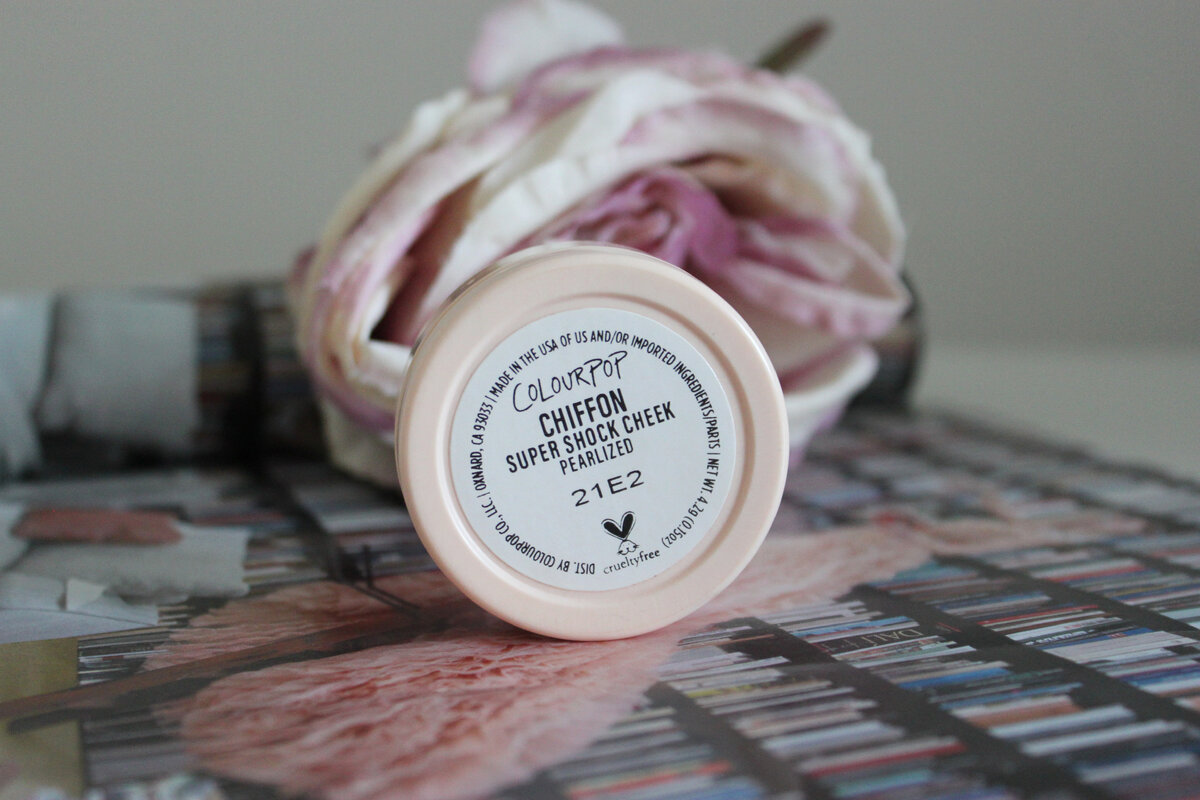 COLOURPOP
CHIFFON
SUPER SHOCK CHEEK
PEARLIZED
21E2
crueltyfree
DIST. BY COLOURPOP CO., LLC. | OXNARD, CA 93033 | MADE IN THE USA OF US AND/OR IMPORTED INGREDIENTS/PARTS | NET WT. 4.2g (0.15oz)